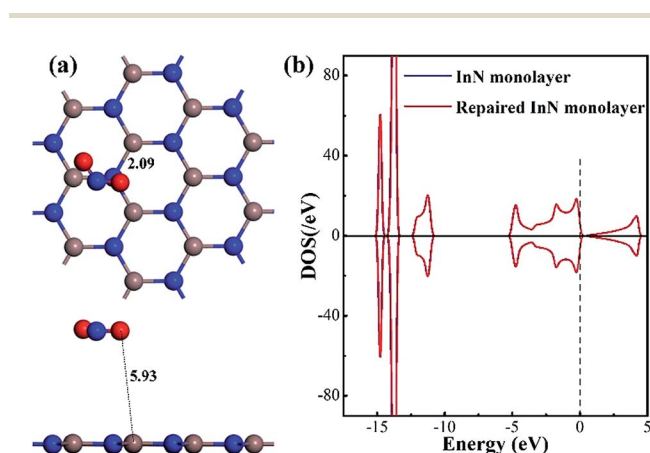 (a)
2.09
5.93
(b)
InN monolayer
Repaired InN monolayer
DOS(/eV)
80
40
0
-40
-80
-15 -10 -5 0 5
Energy (eV)